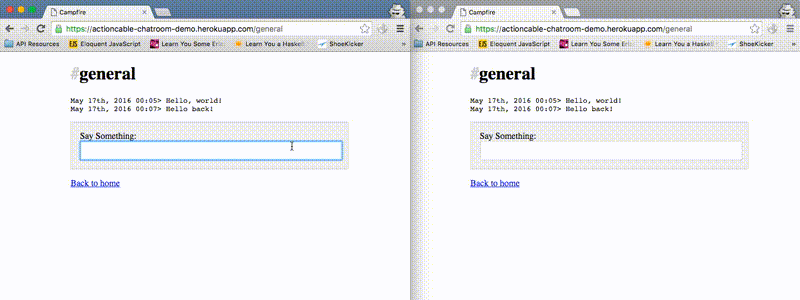 Campfire
https://actioncable-chatroom-demo.herokuapp.com/general
API Resources Eloquent JavaScript Learn You Some Erla Learn You a Haskell ShoeKicker »
#general
May 17th, 2016 00:05> Hello, world!
May 17th, 2016 00:07> Hello back!
Say Something:
Back to home
Campfire
https://actioncable-chatroom-demo.herokuapp.com/general
API Resources Eloquent JavaScript Learn You Some Erla Learn You a Haskell ShoeKicker »
#general
May 17th, 2016 00:05> Hello, world!
May 17th, 2016 00:07> Hello back!
Say Something:
Back to home